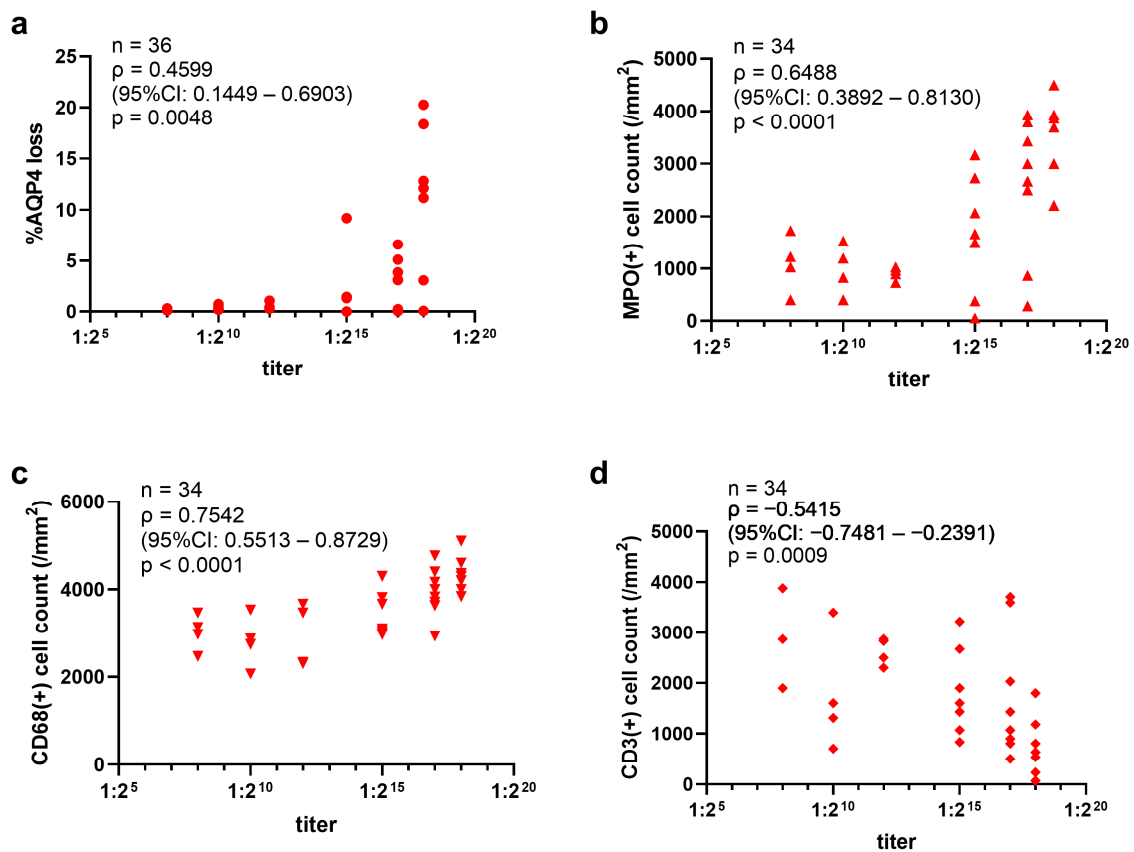 a
n = 36
ρ = 0.4599
(95%CI: 0.1449 – 0.6903)
p = 0.0048
25
20
15
10
5
0
%AQP4 loss
1:2⁵ 1:2¹⁰ 1:2¹⁵ 1:2²⁰
titer
b
n = 34
ρ = 0.6488
(95%CI: 0.3892 – 0.8130)
p < 0.0001
5000
4000
3000
2000
1000
0
MPO(+) cell count (/mm²)
1:2⁵ 1:2¹⁰ 1:2¹⁵ 1:2²⁰
titer
c
n = 34
ρ = 0.7542
(95%CI: 0.5513 – 0.8729)
p < 0.0001
6000
4000
2000
0
CD68(+) cell count (/mm²)
1:2⁵ 1:2¹⁰ 1:2¹⁵ 1:2²⁰
titer
d
n = 34
ρ = −0.5415
(95%CI: −0.7481 – −0.2391)
p = 0.0009
5000
4000
3000
2000
1000
0
CD3(+) cell count (/mm²)
1:2⁵ 1:2¹⁰ 1:2¹⁵ 1:2²⁰
titer